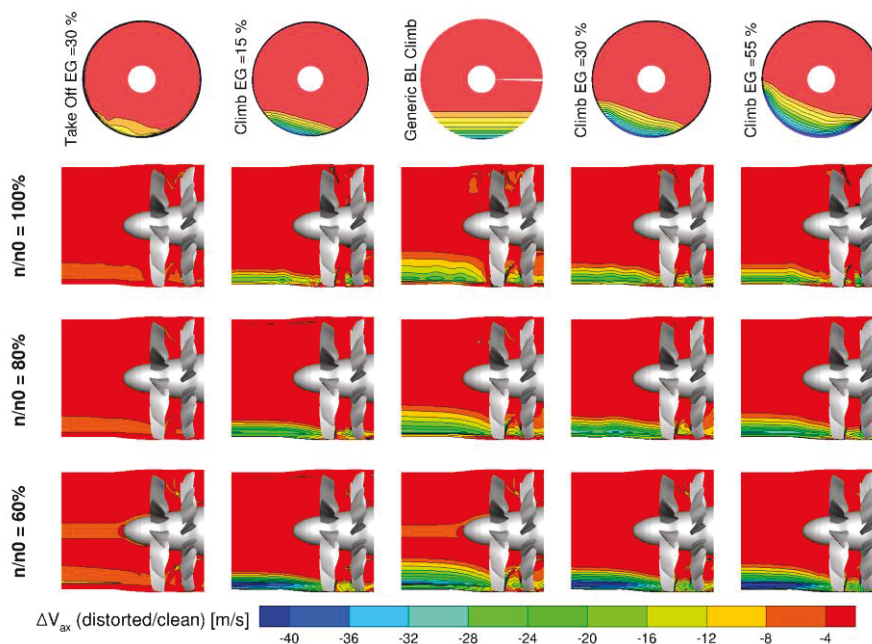 Take Off EG =30 %
Climb EG =15 %
Generic BL Climb
Climb EG =30 %
Climb EG =55 %
n/n0 = 100%
n/n0 = 80%
n/n0 = 60%
ΔVax (distorted/clean) [m/s]
-40 -36 -32 -28 -24 -20 -16 -12 -8 -4